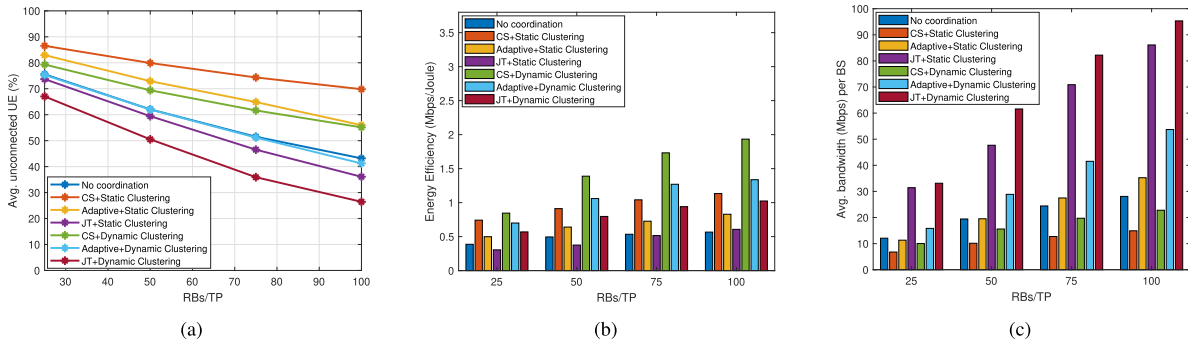 Avg. unconnected UE (%)
100
90
80
70
60
50
40
30
20
10
0
No coordination
CS+Static Clustering
Adaptive+Static Clustering
JT+Static Clustering
CS+Dynamic Clustering
Adaptive+Dynamic Clustering
JT+Dynamic Clustering
30 40 50 60 70 80 90 100
RBs/TP
(a)
Energy Efficiency (Mbps/Joule)
3.5
3
2.5
2
1.5
1
0.5
0
No coordination
CS+Static Clustering
Adaptive+Static Clustering
JT+Static Clustering
CS+Dynamic Clustering
Adaptive+Dynamic Clustering
JT+Dynamic Clustering
25 50 75 100
RBs/TP
(b)
Avg. bandwidth (Mbps) per BS
100
90
80
70
60
50
40
30
20
10
0
No coordination
CS+Static Clustering
Adaptive+Static Clustering
JT+Static Clustering
CS+Dynamic Clustering
Adaptive+Dynamic Clustering
JT+Dynamic Clustering
25 50 75 100
RBs/TP
(c)